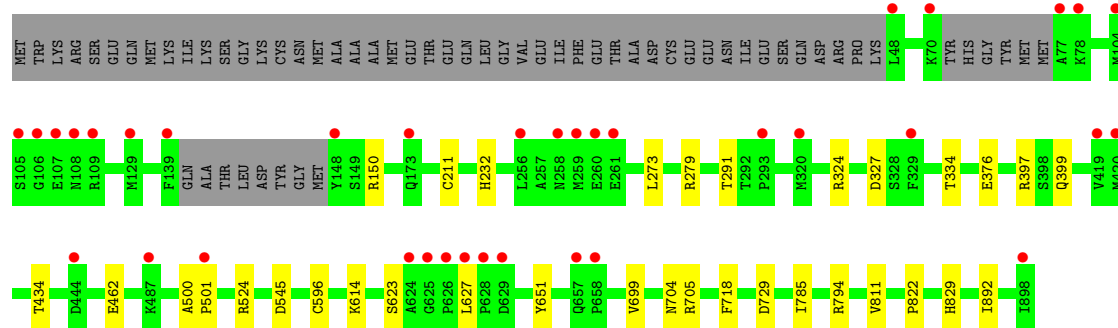 MET TRP LYS ARG SER GLU GLN MET LYS ILE LYS SER GLY LYS CYS ASN MET ALA ALA ALA MET GLU THR GLU GLN LEU GLY VAL GLU ILE PHE GLU THR ALA ASP CYS GLU GLU ASN ILE GLU SER GLY ASP ARG PRO LYS L48 K70 TYR HIS GLY TYR MET MET A77 K78 M104
S105 G106 E107 N108 R109 M129 F139 GLN ALA THR LEU ASP TYR GLY MET Y148 S149 R150 Q173 C211 H232 L256 A257 N258 M259 E260 E261 L273 R279 T291 T292 P293 M320 R324 D327 S328 F329 T334 E376 R397 S398 Q399 V419 M420
T434 D444 E462 K487 A500 P501 R524 D545 C596 K614 S623 A624 G625 P626 L627 P628 D629 Y651 Q657 P658 V699 N704 R705 F718 D729 I785 R794 V811 P822 H829 I892 I898